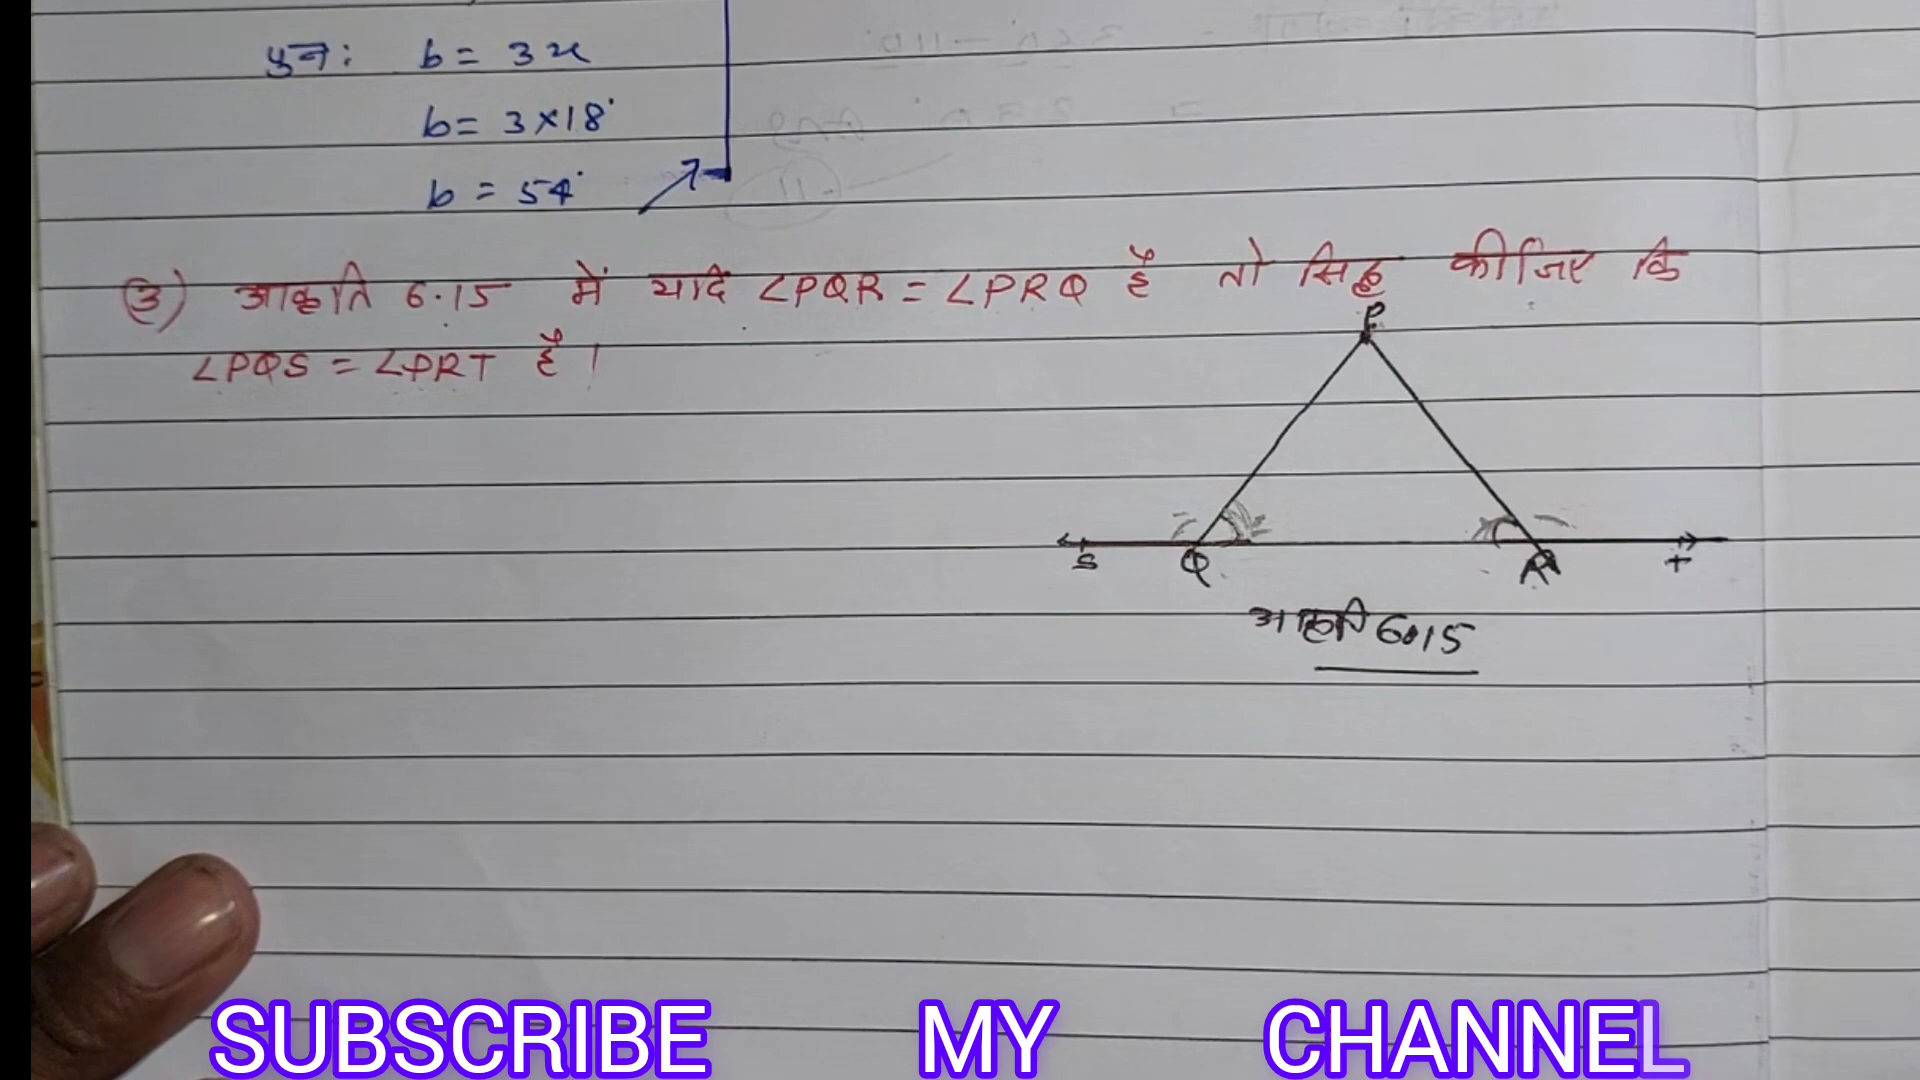 पुनः b = 3x
b = 3×18°
b = 54°
③) आकृति 6.15 में यदि ∠PQR = ∠PRQ है तो सिद्ध कीजिए कि
∠PQS = ∠PRT है।
P
S Q R T
आकृति 6.15
SUBSCRIBE MY CHANNEL